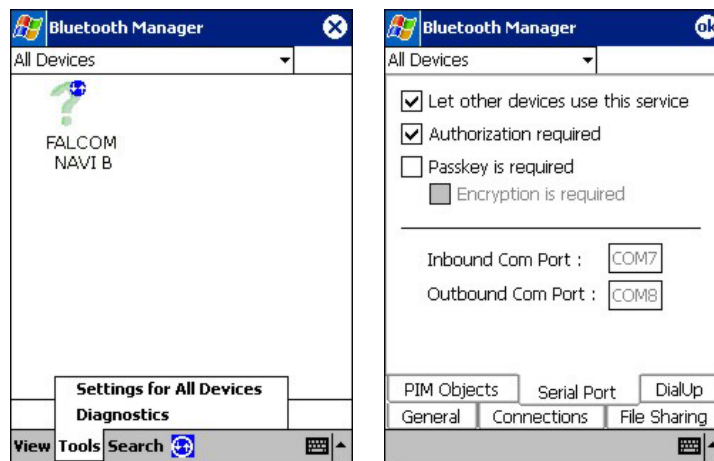 Bluetooth Manager
All Devices
FALCOM
NAVI B
Settings for All Devices
Diagnostics
View Tools Search
Bluetooth Manager ok
All Devices
Let other devices use this service
Authorization required
Passkey is required
Encryption is required
Inbound Com Port : COM7
Outbound Com Port : COM8
PIM Objects Serial Port DialUp
General Connections File Sharing